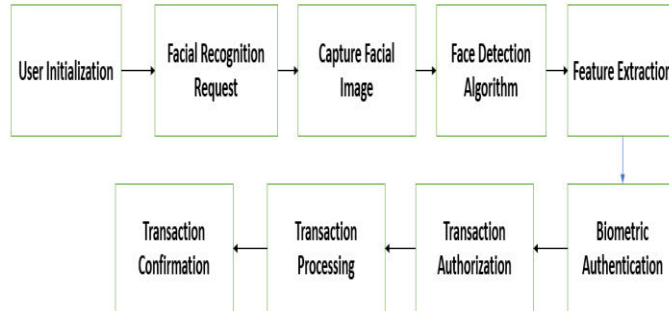 User Initialization
Facial Recognition
Request
Capture Facial
Image
Face Detection
Algorithm
Feature Extraction
Biometric
Authentication
Transaction
Authorization
Transaction
Processing
Transaction
Confirmation